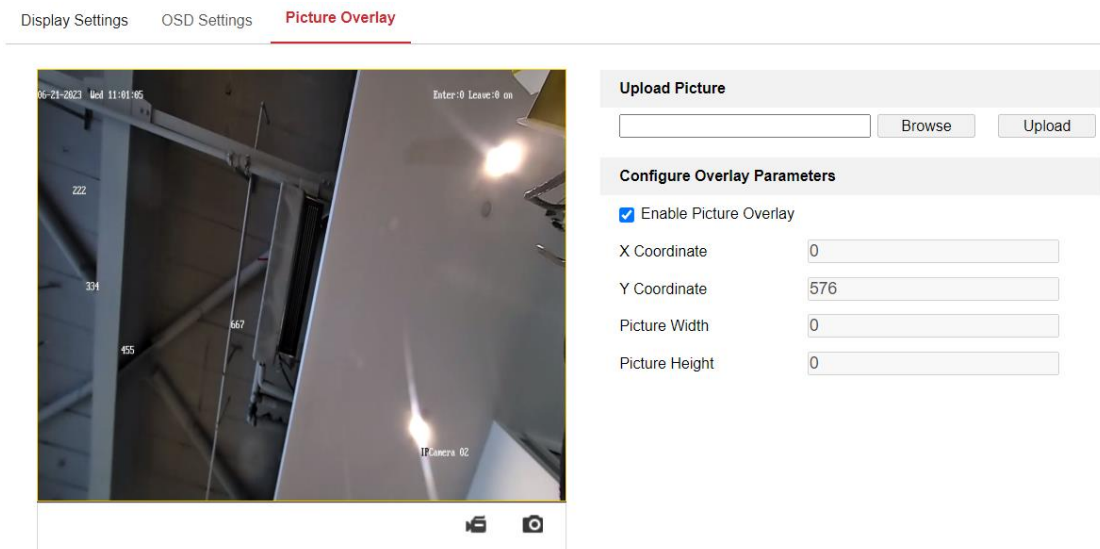 Display Settings OSD Settings Picture Overlay
06-21-2023 Wed 11:01:05
Enter:0 Leave:0 on
222
334
667
455
IPCamera 02
Upload Picture
Browse Upload
Configure Overlay Parameters
Enable Picture Overlay
X Coordinate 0
Y Coordinate 576
Picture Width 0
Picture Height 0